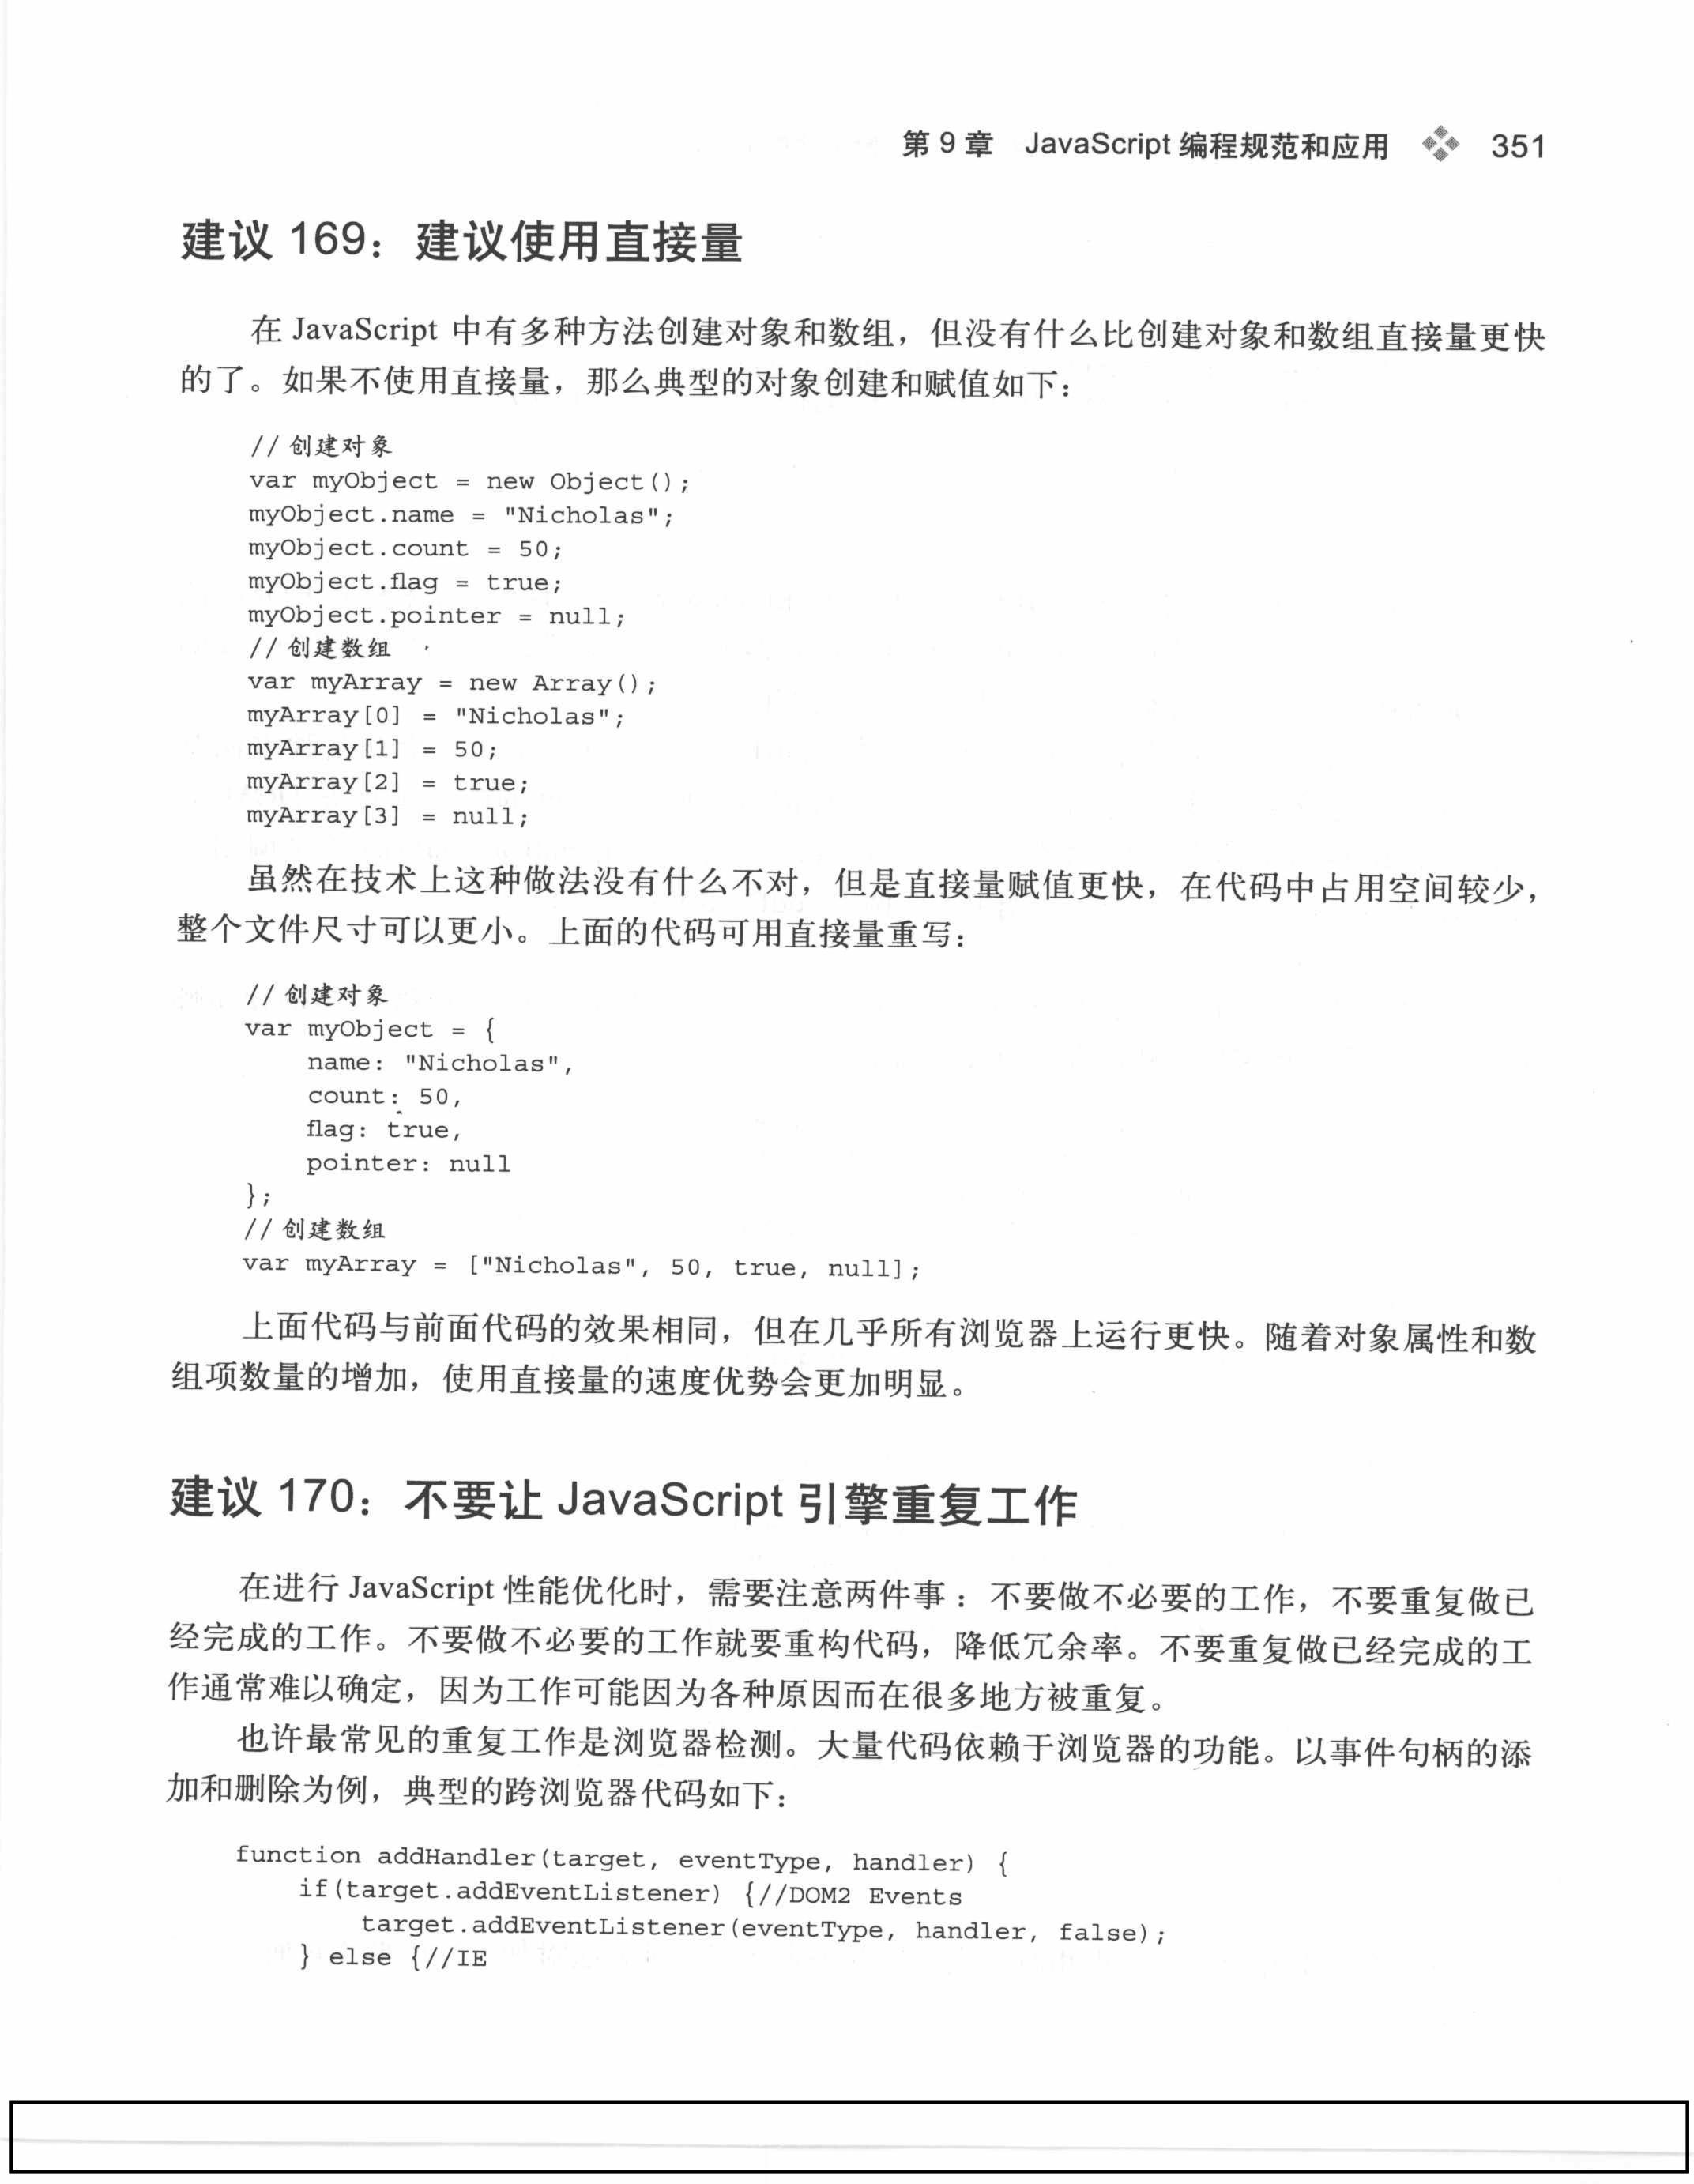 第 9 章 JavaScript 编程规范和应用 351
建议 169：建议使用直接量
在 JavaScript 中有多种方法创建对象和数组，但没有什么比创建对象和数组直接量更快
的了。如果不使用直接量，那么典型的对象创建和赋值如下：
// 创建对象
var myObject = new Object();
myObject.name = "Nicholas";
myObject.count = 50;
myObject.flag = true;
myObject.pointer = null;
// 创建数组
var myArray = new Array();
myArray[0] = "Nicholas";
myArray[1] = 50;
myArray[2] = true;
myArray[3] = null;
虽然在技术上这种做法没有什么不对，但是直接量赋值更快，在代码中占用空间较少，
整个文件尺寸可以更小。上面的代码可用直接量重写：
// 创建对象
var myObject = {
    name: "Nicholas",
    count: 50,
    flag: true,
    pointer: null
};
// 创建数组
var myArray = ["Nicholas", 50, true, null];
上面代码与前面代码的效果相同，但在几乎所有浏览器上运行更快。随着对象属性和数
组项数量的增加，使用直接量的速度优势会更加明显。
建议 170：不要让 JavaScript 引擎重复工作
在进行 JavaScript 性能优化时，需要注意两件事：不要做不必要的工作，不要重复做已
经完成的工作。不要做不必要的工作就要重构代码，降低冗余率。不要重复做已经完成的工
作通常难以确定，因为工作可能因为各种原因而在很多地方被重复。
也许最常见的重复工作是浏览器检测。大量代码依赖于浏览器的功能。以事件句柄的添
加和删除为例，典型的跨浏览器代码如下：
function addHandler(target, eventType, handler) {
    if(target.addEventListener) {//DOM2 Events
        target.addEventListener(eventType, handler, false);
    } else {//IE